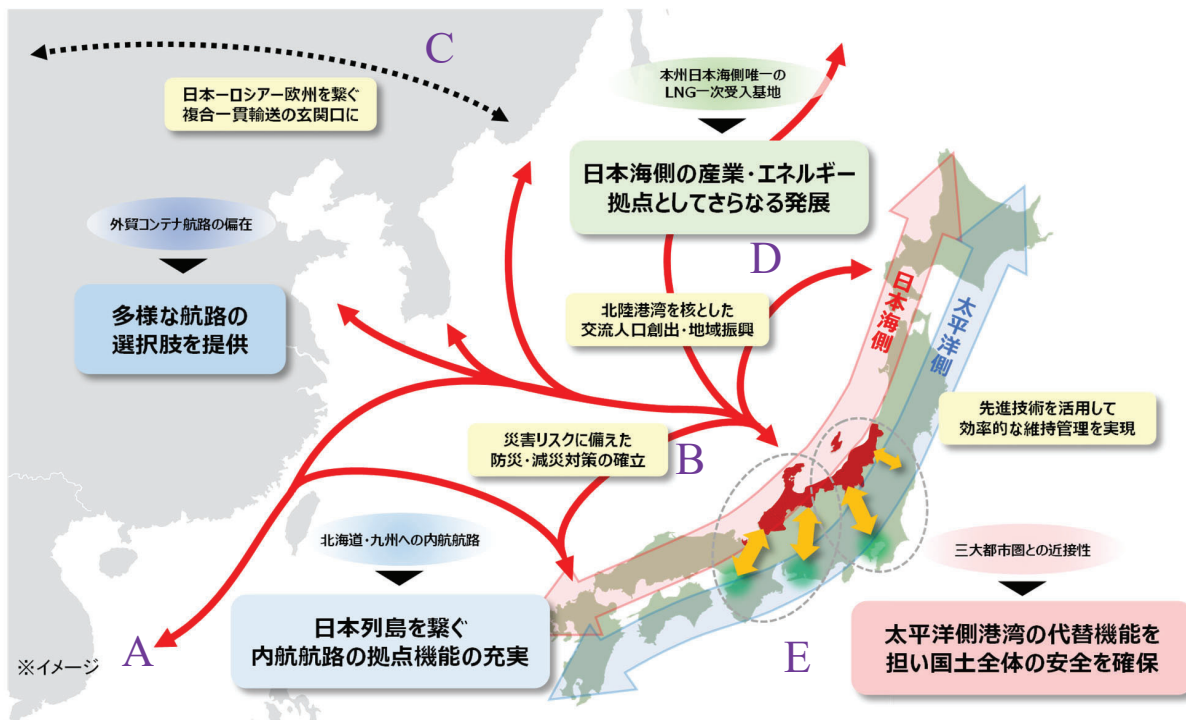 C
日本ーロシアー欧州を繋ぐ
複合一貫輸送の玄関口に
本州日本海側唯一の
LNG一次受入基地
日本海側の産業・エネルギー
拠点としてさらなる発展
外貿コンテナ航路の偏在
多様な航路の
選択肢を提供
D
北陸港湾を核とした
交流人口創出・地域振興
日本海側
太平洋側
先進技術を活用して
効率的な維持管理を実現
災害リスクに備えた
防災・減災対策の確立
B
北海道・九州への内航航路
日本列島を繋ぐ
内航航路の拠点機能の充実
三大都市圏との近接性
太平洋側港湾の代替機能を
担い国土全体の安全を確保
A
E
※イメージ